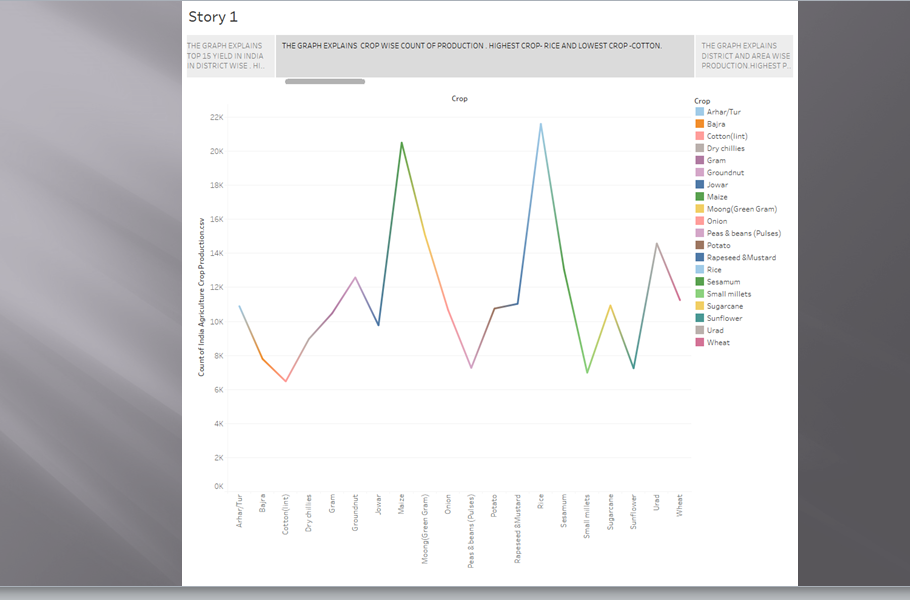 Story 1
THE GRAPH EXPLAINS
TOP 15 YIELD IN INDIA
IN DISTRICT WISE . HI..
THE GRAPH EXPLAINS CROP WISE COUNT OF PRODUCTION . HIGHEST CROP- RICE AND LOWEST CROP -COTTON.
THE GRAPH EXPLAINS
DISTRICT AND AREA WISE
PRODUCTION.HIGHEST P..
Crop
Count of India Agriculture Crop Production.csv
22K
20K
18K
16K
14K
12K
10K
8K
6K
4K
2K
0K
Arhar/Tur
Bajra
Cotton(lint)
Dry chillies
Gram
Groundnut
Jowar
Maize
Moong(Green Gram)
Onion
Peas & beans (Pulses)
Potato
Rapeseed &Mustard
Rice
Sesamum
Small millets
Sugarcane
Sunflower
Urad
Wheat
Crop
Arhar/Tur
Bajra
Cotton(lint)
Dry chillies
Gram
Groundnut
Jowar
Maize
Moong(Green Gram)
Onion
Peas & beans (Pulses)
Potato
Rapeseed &Mustard
Rice
Sesamum
Small millets
Sugarcane
Sunflower
Urad
Wheat